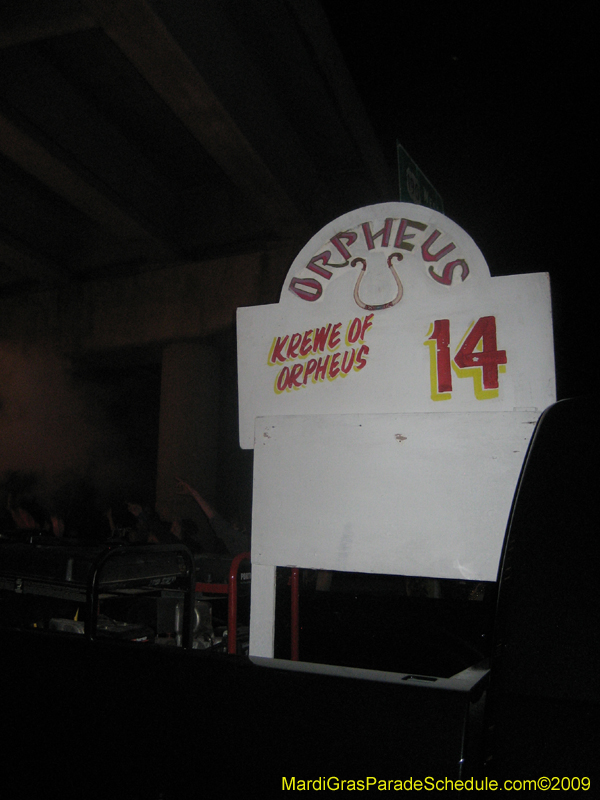 ORPHEUS
KREWE OF
ORPHEUS
14
MardiGrasParadeSchedule.com©2009